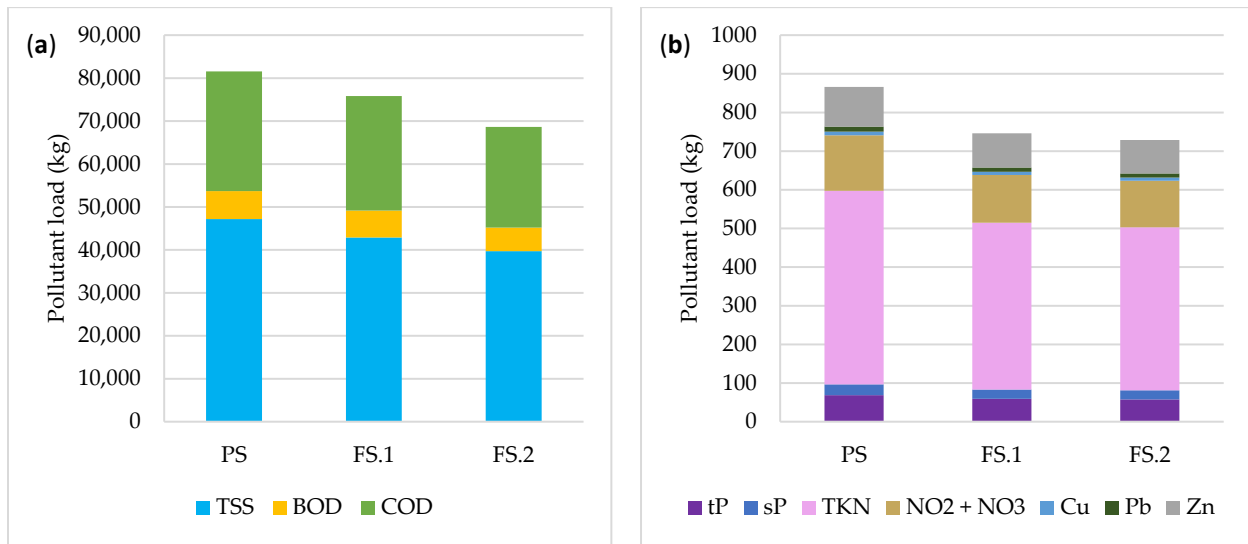 (a)
Pollutant load (kg)
90,000
80,000
70,000
60,000
50,000
40,000
30,000
20,000
10,000
0
PS FS.1 FS.2
TSS BOD COD
(b)
Pollutant load (kg)
1000
900
800
700
600
500
400
300
200
100
0
PS FS.1 FS.2
tP sP TKN NO2 + NO3 Cu Pb Zn